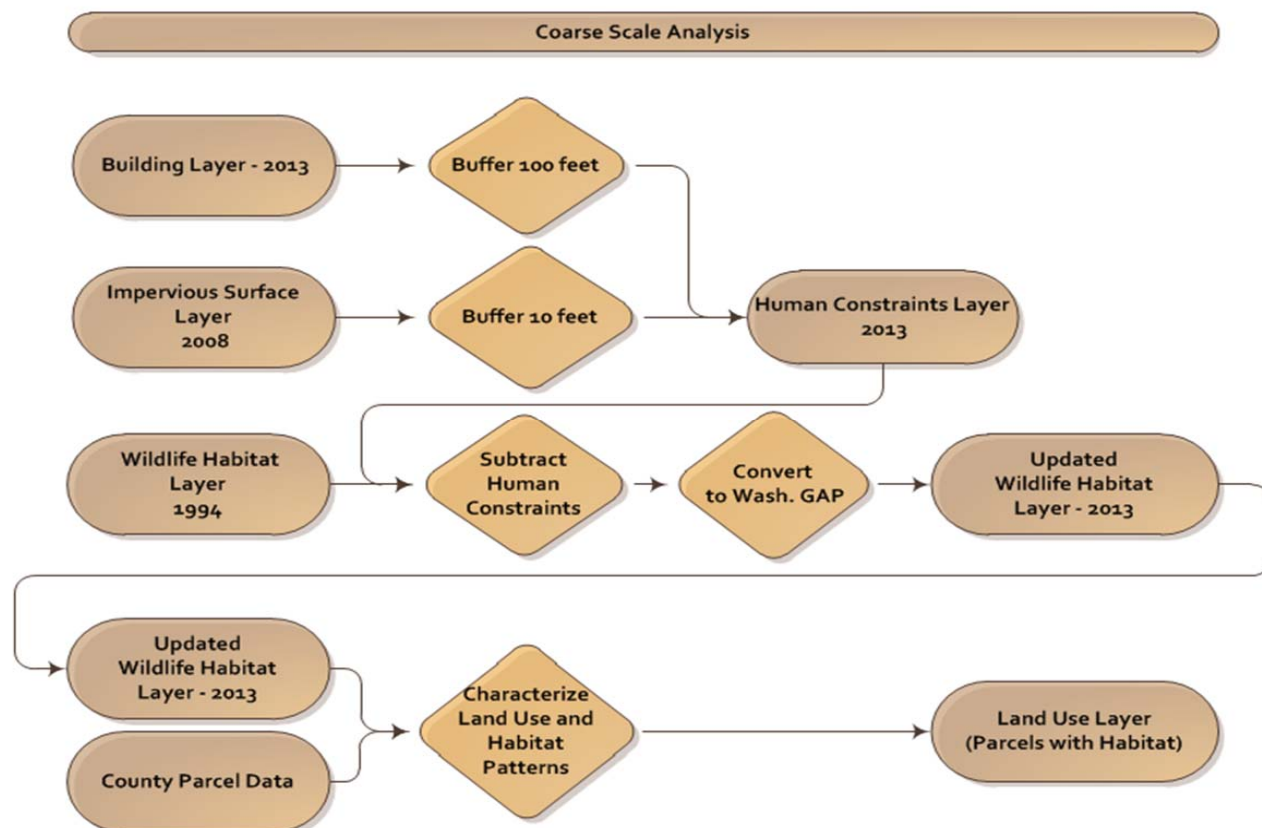 Coarse Scale Analysis
Building Layer - 2013
Buffer 100 feet
Impervious Surface
Layer
2008
Buffer 10 feet
Human Constraints Layer
2013
Wildlife Habitat
Layer
1994
Subtract
Human
Constraints
Convert
to Wash. GAP
Updated
Wildlife Habitat
Layer - 2013
Updated
Wildlife Habitat
Layer - 2013
County Parcel Data
Characterize
Land Use and
Habitat
Patterns
Land Use Layer
(Parcels with Habitat)